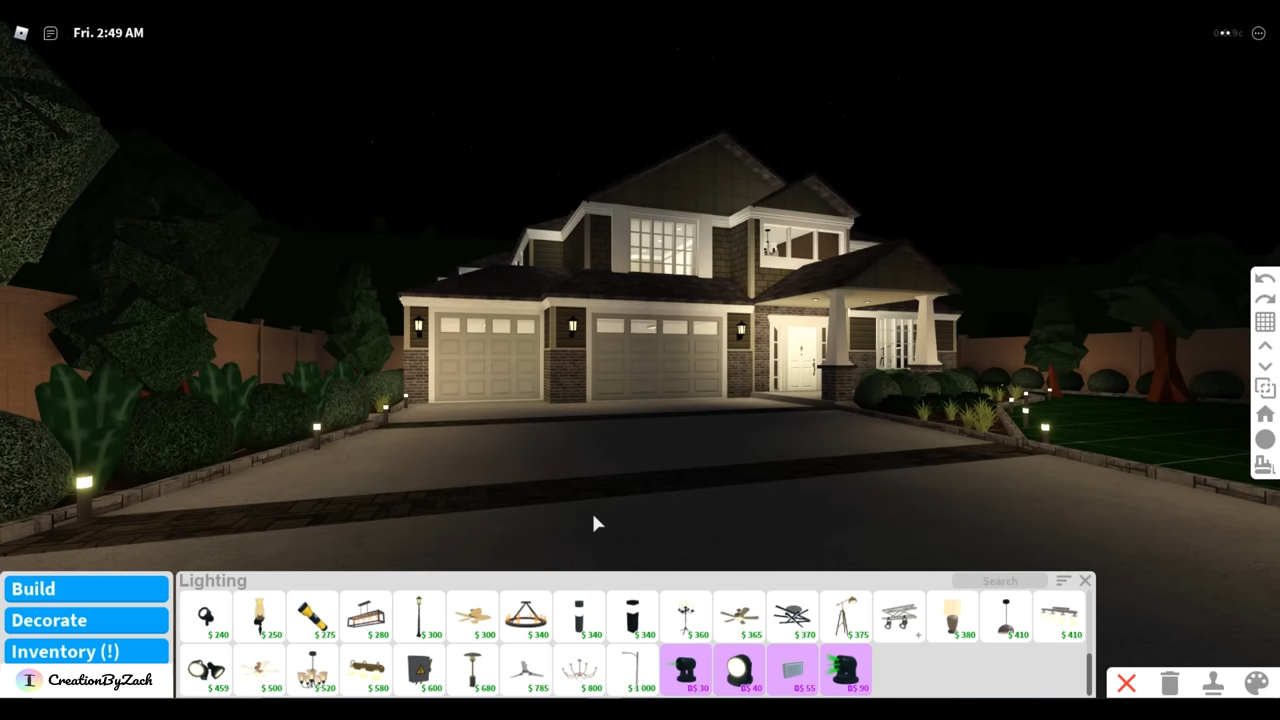 Fri. 2:49 AM
Build
Decorate
Inventory (!)
CreationByZach
Lighting
Search
$ 240
$ 250
$ 275
$ 280
$ 300
$ 300
$ 340
$ 340
$ 340
$ 360
$ 365
$ 370
$ 375
+
$ 380
$ 410
$ 410
$ 459
$ 500
$ 520
$ 580
$ 600
$ 680
$ 785
$ 800
$ 1 000
B$ 30
B$ 40
B$ 55
B$ 90